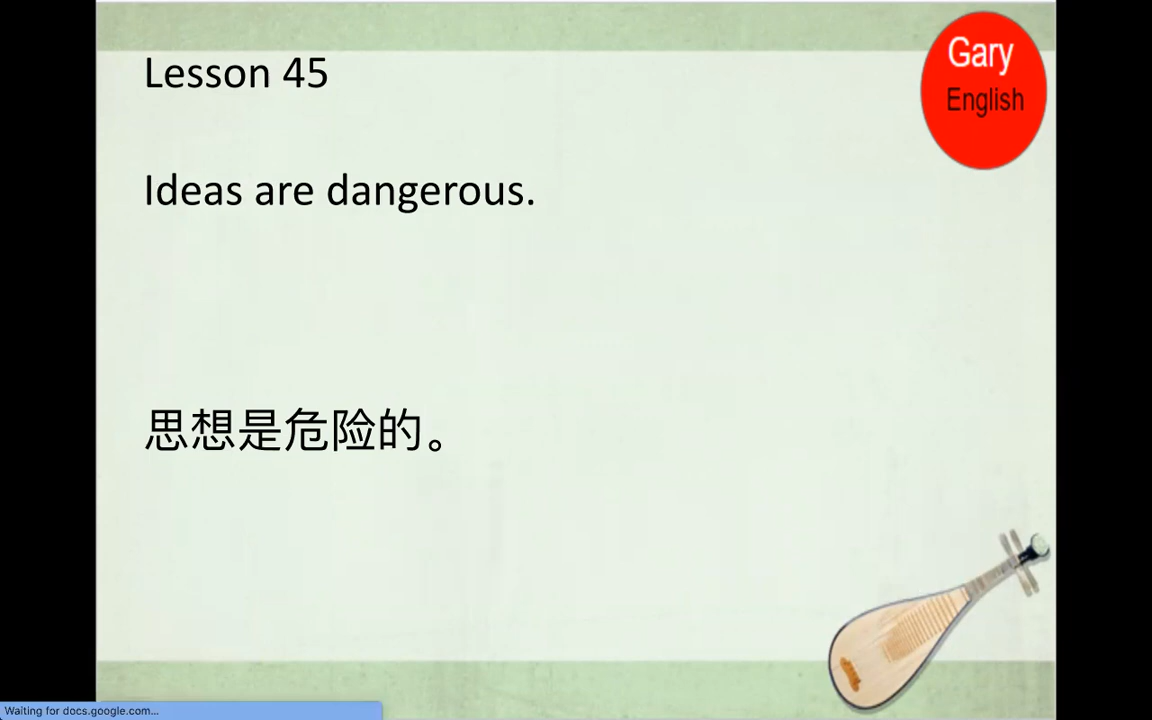 Lesson 45
Gary
English
Ideas are dangerous.
思想是危险的。
Waiting for docs.google.com...